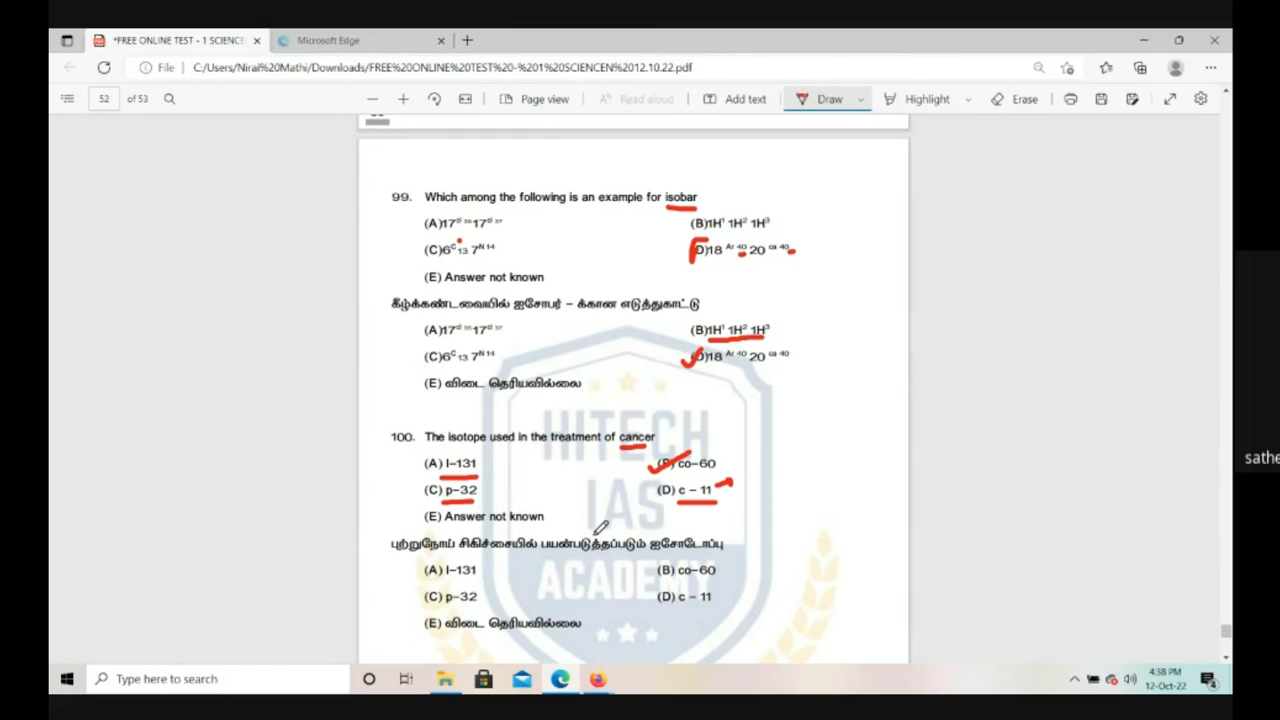 *FREE ONLINE TEST - 1 SCIENCE
Microsoft Edge
File
C:/Users/Nirai%20Mathi/Downloads/FREE%20ONLINE%20TEST%20-%201%20SCIENCEN%2012.10.22.pdf
52 of 53
Page view
Read aloud
Add text
Draw
Highlight
Erase
99. Which among the following is an example for isobar
(A)17cl 35 17cl 37 (B)1H1 1H2 1H3
(C)6C13 7N 14 (D)18 Ar 40 20 ca 40
(E) Answer not known
கீழ்க்கண்டவையில் ஐசோபர் – க்கான எடுத்துகாட்டு
(A)17cl 35 17cl 37 (B)1H1 1H2 1H3
(C)6C13 7N 14 (D)18 Ar 40 20 ca 40
(E) விடை தெரியவில்லை
100. The isotope used in the treatment of cancer
(A) I–131 (B) co–60
(C) p–32 (D) c – 11
(E) Answer not known
புற்றுநோய் சிகிச்சையில் பயன்படுத்தப்படும் ஐசோடோப்பு
(A) I–131 (B) co–60
(C) p–32 (D) c – 11
(E) விடை தெரியவில்லை
HITECH
IAS
ACADEMY
sathe
Type here to search
4:38 PM
12-Oct-22
4